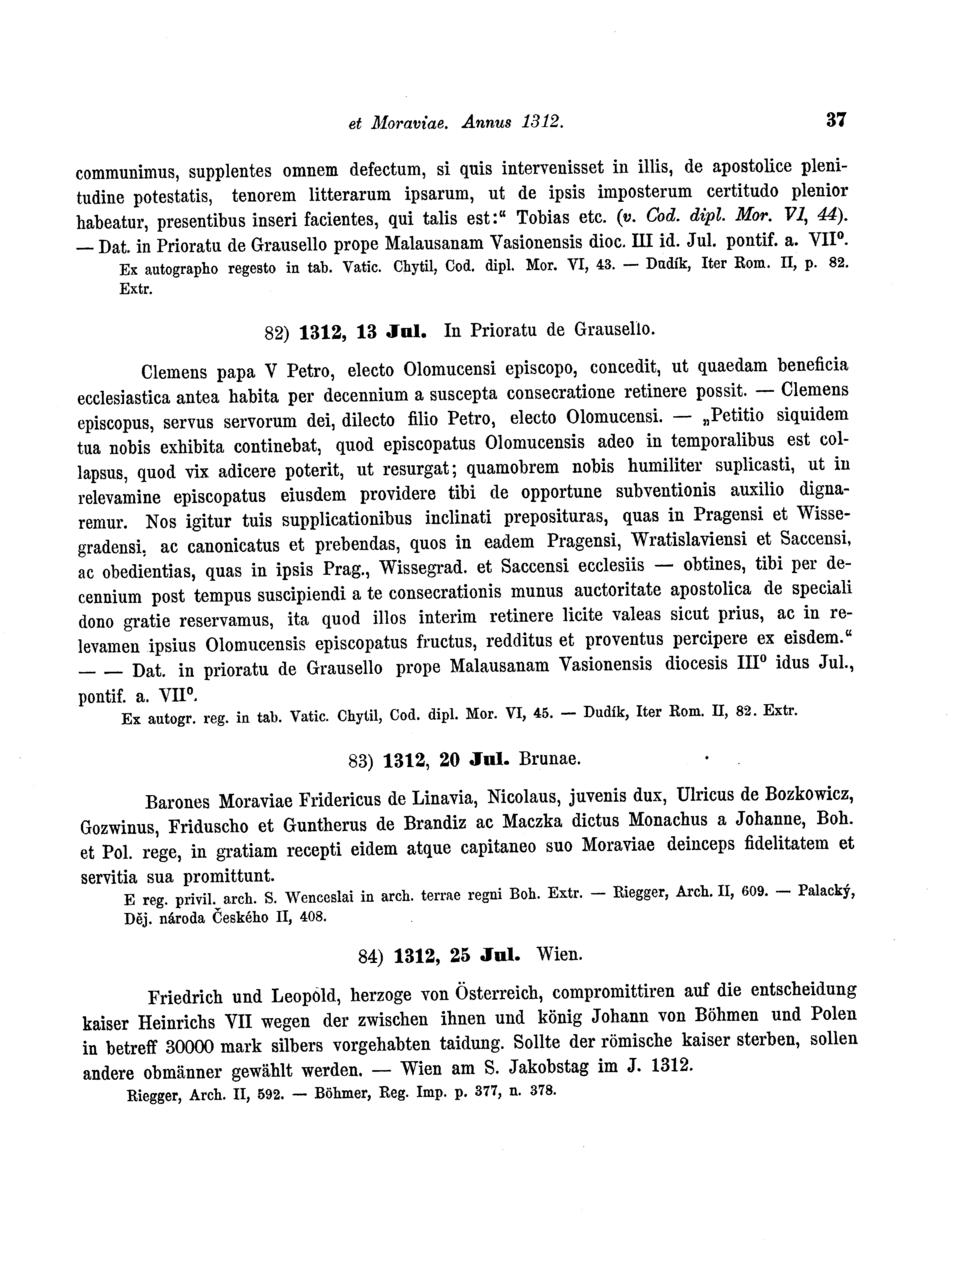 et Moraviae. Annus 1312. 37
communimus, supplentes omnem defectum, si quis intervenisset in illis, de apostolice pleni-
tudine potestatis, tenorem litterarum ipsarum, ut de ipsis imposterum certitudo plenior
habeatur, presentibus inseri facientes, qui talis est:“ Tobias etc. (v. Cod. dipl. Mor. VI, 44).
— Dat. in Prioratu de Grausello prope Malausanam Vasionensis dioc. III id. Jul. pontif. a. VII⁰.
Ex autographo regesto in tab. Vatic. Chytil, Cod. dipl. Mor. VI, 43. — Dudík, Iter Rom. II, p. 82.
Extr.
82) 1312, 13 Jul. In Prioratu de Grausello.
Clemens papa V Petro, electo Olomucensi episcopo, concedit, ut quaedam beneficia
ecclesiastica antea habita per decennium a suscepta consecratione retinere possit. — Clemens
episcopus, servus servorum dei, dilecto filio Petro, electo Olomucensi. — „Petitio siquidem
tua nobis exhibita continebat, quod episcopatus Olomucensis adeo in temporalibus est col-
lapsus, quod vix adicere poterit, ut resurgat; quamobrem nobis humiliter suplicasti, ut in
relevamine episcopatus eiusdem providere tibi de opportune subventionis auxilio digna-
remur. Nos igitur tuis supplicationibus inclinati preposituras, quas in Pragensi et Wisse-
gradensi, ac canonicatus et prebendas, quos in eadem Pragensi, Wratislaviensi et Saccensi,
ac obedientias, quas in ipsis Prag., Wissegrad. et Saccensi ecclesiis — obtines, tibi per de-
cennium post tempus suscipiendi a te consecrationis munus auctoritate apostolica de speciali
dono gratie reservamus, ita quod illos interim retinere licite valeas sicut prius, ac in re-
levamen ipsius Olomucensis episcopatus fructus, redditus et proventus percipere ex eisdem.“
— — Dat. in prioratu de Grausello prope Malausanam Vasionensis diocesis III⁰ idus Jul.,
pontif. a. VII⁰.
Ex autogr. reg. in tab. Vatic. Chytil, Cod. dipl. Mor. VI, 45. — Dudík, Iter Rom. II, 82. Extr.
83) 1312, 20 Jul. Brunae.
Barones Moraviae Fridericus de Linavia, Nicolaus, juvenis dux, Ulricus de Bozkowicz,
Gozwinus, Friduscho et Guntherus de Brandiz ac Maczka dictus Monachus a Johanne, Boh.
et Pol. rege, in gratiam recepti eidem atque capitaneo suo Moraviae deinceps fidelitatem et
servitia sua promittunt.
E reg. privil. arch. S. Wenceslai in arch. terrae regni Boh. Extr. — Riegger, Arch. II, 609. — Palacký,
Děj. národa Českého II, 408.
84) 1312, 25 Jul. Wien.
Friedrich und Leopold, herzoge von Österreich, compromittiren auf die entscheidung
kaiser Heinrichs VII wegen der zwischen ihnen und könig Johann von Böhmen und Polen
in betreff 30000 mark silbers vorgehabten taidung. Sollte der römische kaiser sterben, sollen
andere obmänner gewählt werden. — Wien am S. Jakobstag im J. 1312.
Riegger, Arch. II, 592. — Böhmer, Reg. Imp. p. 377, n. 378.